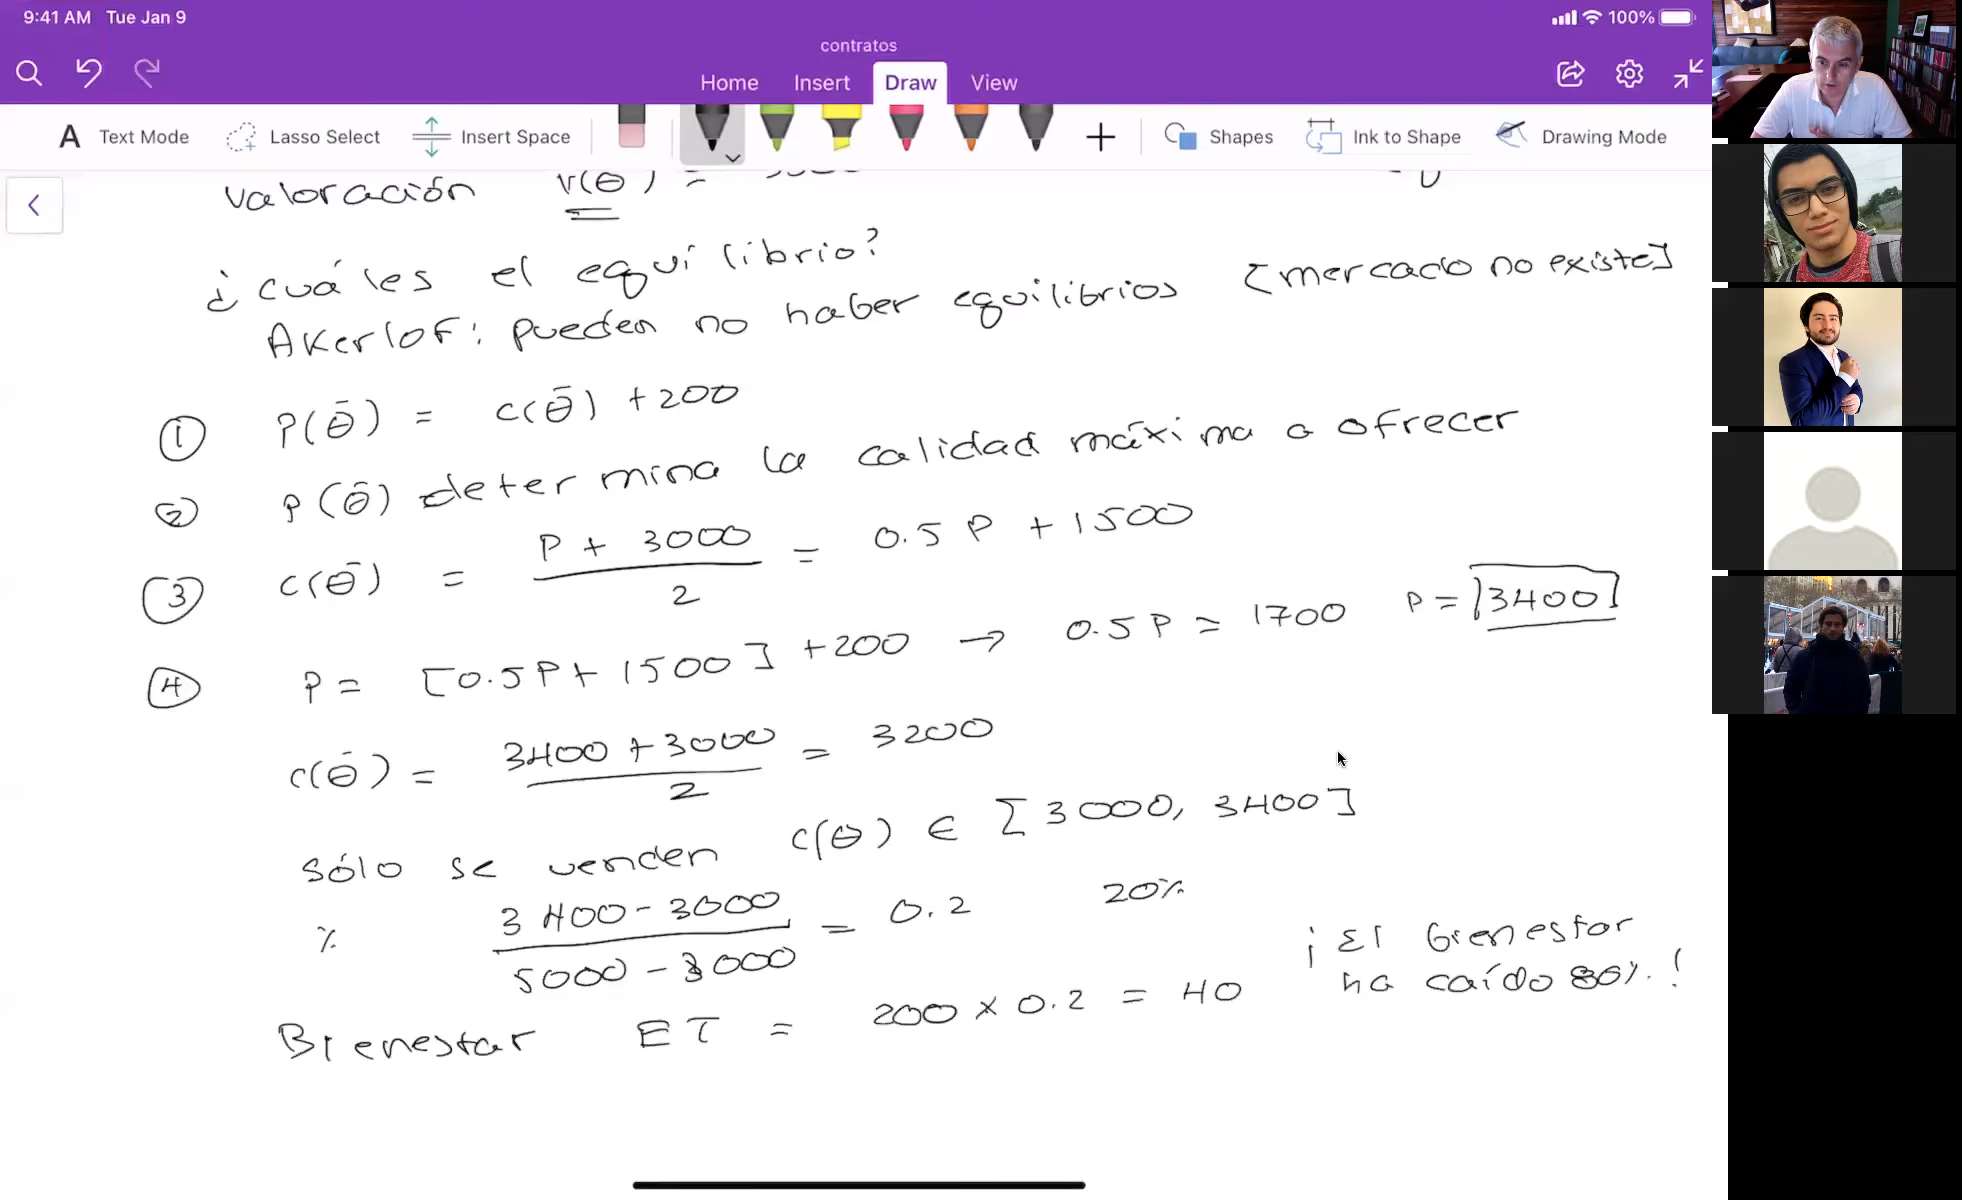 9:41 AM Tue Jan 9
100%
contratos
Home Insert Draw View
A Text Mode Lasso Select Insert Space Shapes Ink to Shape Drawing Mode
valoración v(θ) =
¿cuál es el equilibrio?
Akerlof: pueden no haber equilibrios [mercado no existe]
① P(θ̄) = c(θ̄) + 200
② P(θ̄) determina la calidad máxima a ofrecer
③ c(θ̄) = P + 3000 / 2 = 0.5 P + 1500
④ P = [0.5P + 1500] + 200 → 0.5 P = 1700 P = [3400]
c(θ̄) = 3400 + 3000 / 2 = 3200
sólo se venden c(θ) ∈ [3000, 3400]
% 3400 - 3000 / 5000 - 3000 = 0.2 20%
¡El bienestar
ha caído 80%!
Bienestar ET = 200 x 0.2 = 40